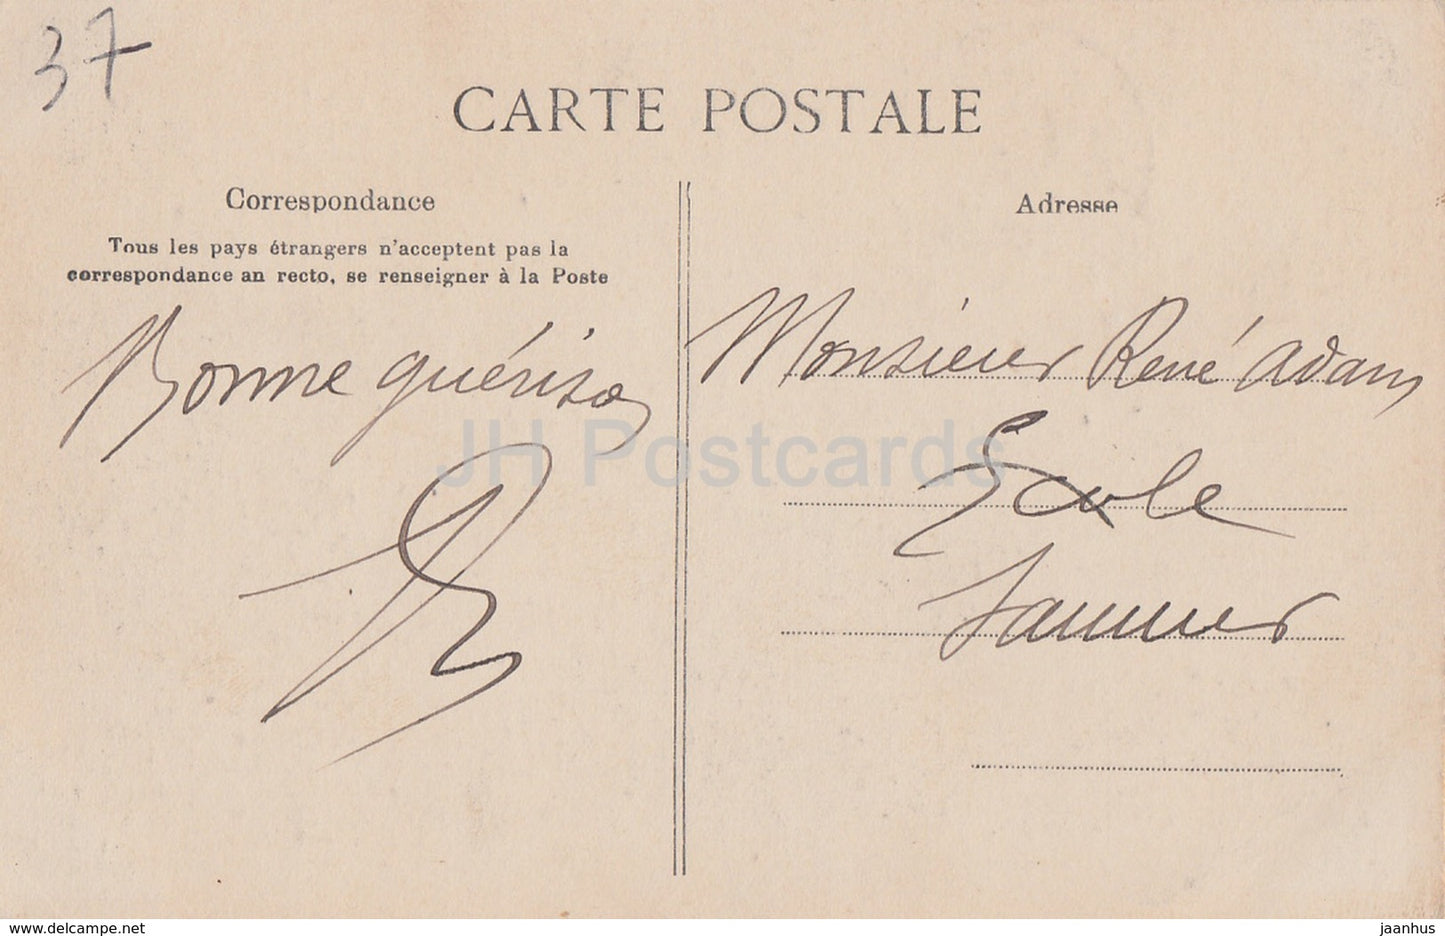 37
CARTE POSTALE
Correspondance
Tous les pays étrangers n'acceptent pas la
correspondance an recto, se renseigner à la Poste
Bonne guérison
Adresse
Monsieur René Adam
Ecole
Saumur
JH Postcards
www.delcampe.net
jaanhus